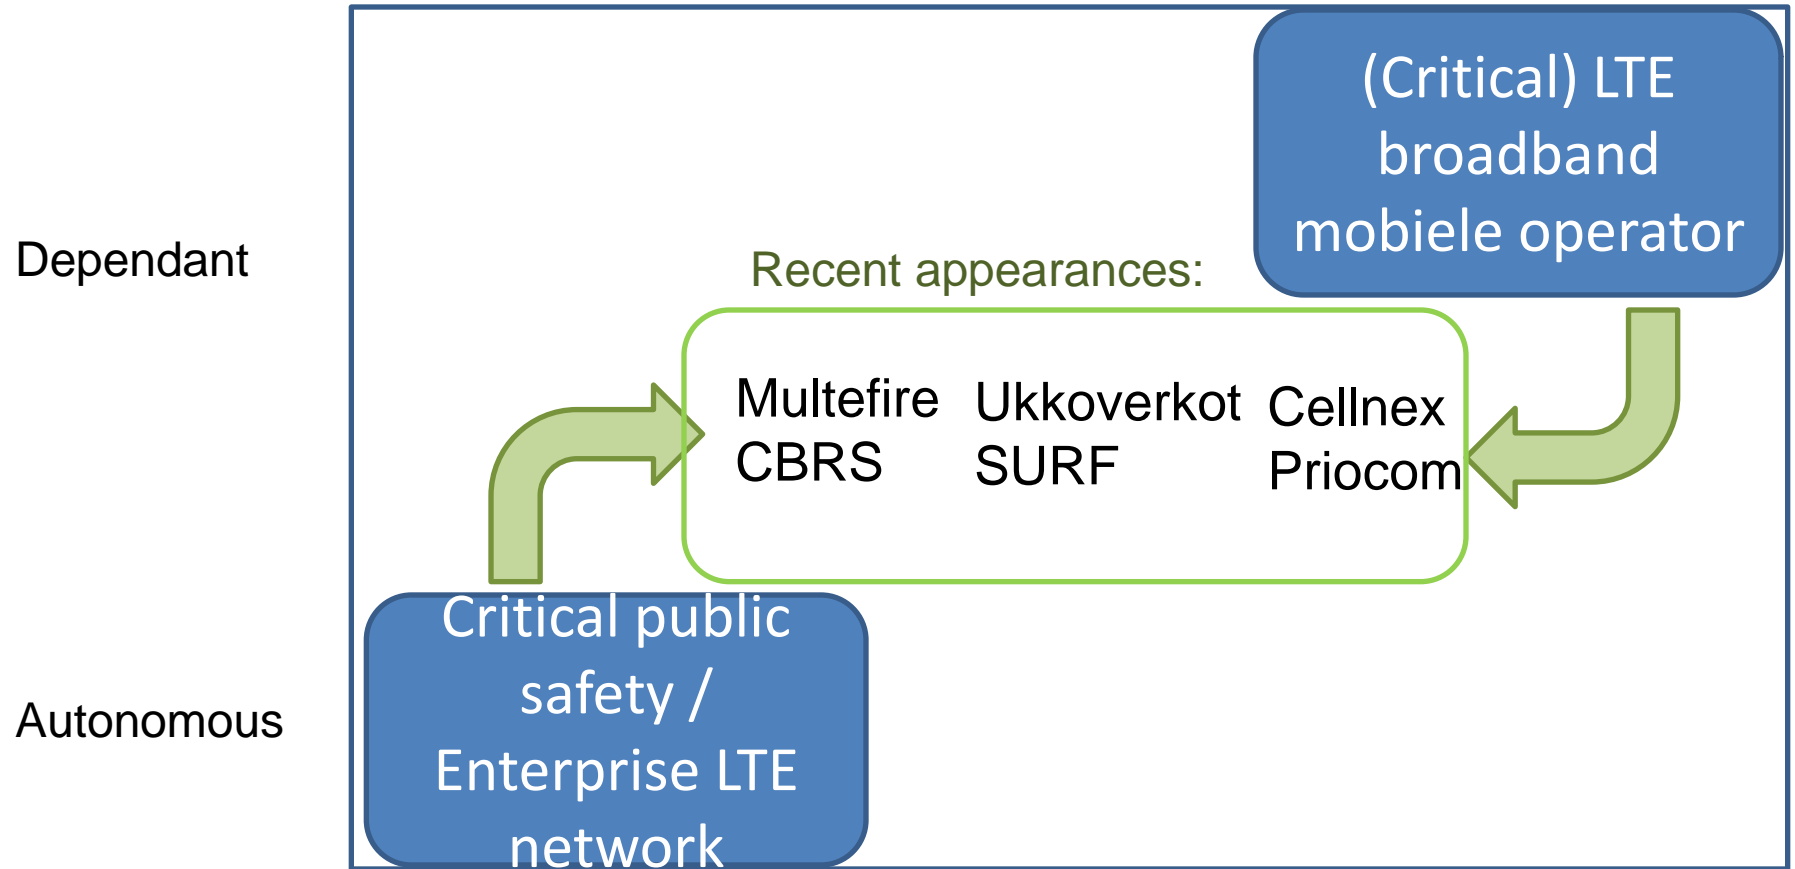 (Critical) LTE
broadband
mobiele operator
Dependant
Recent appearances:
Multefire
CBRS
Ukkoverkot
SURF
Cellnex
Priocom
Critical public
safety /
Enterprise LTE
network
Autonomous